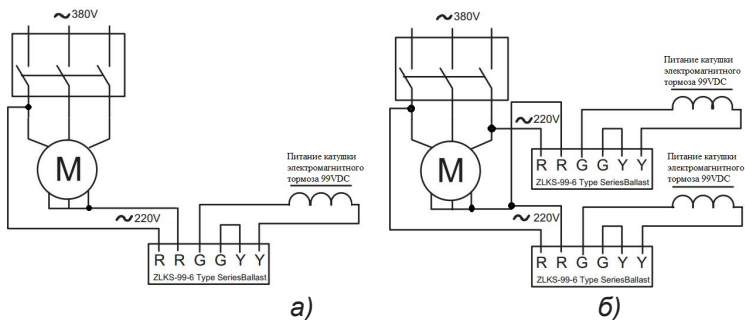 ~380V
M
~220V
Питание катушки
электромагнитного
тормоза 99VDC
R R G G Y Y
ZLKS-99-6 Type SeriesBallast
а)
~380V
M
~220V
Питание катушки
электромагнитного
тормоза 99VDC
R R G G Y Y
ZLKS-99-6 Type SeriesBallast
~220V
Питание катушки
электромагнитного
тормоза 99VDC
R R G G Y Y
ZLKS-99-6 Type SeriesBallast
б)